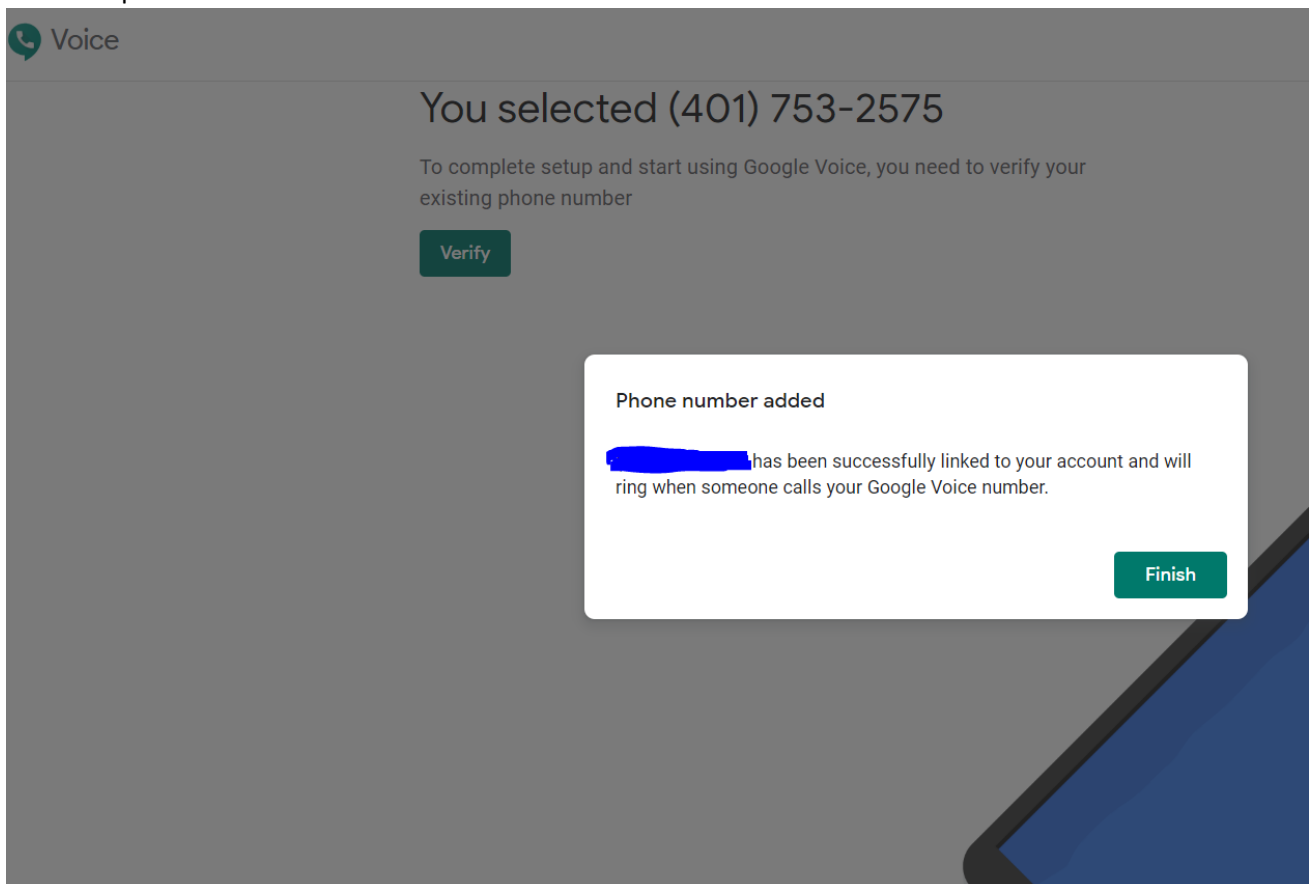 Voice
You selected (401) 753-2575
To complete setup and start using Google Voice, you need to verify your
existing phone number
Verify
Phone number added
has been successfully linked to your account and will
ring when someone calls your Google Voice number.
Finish